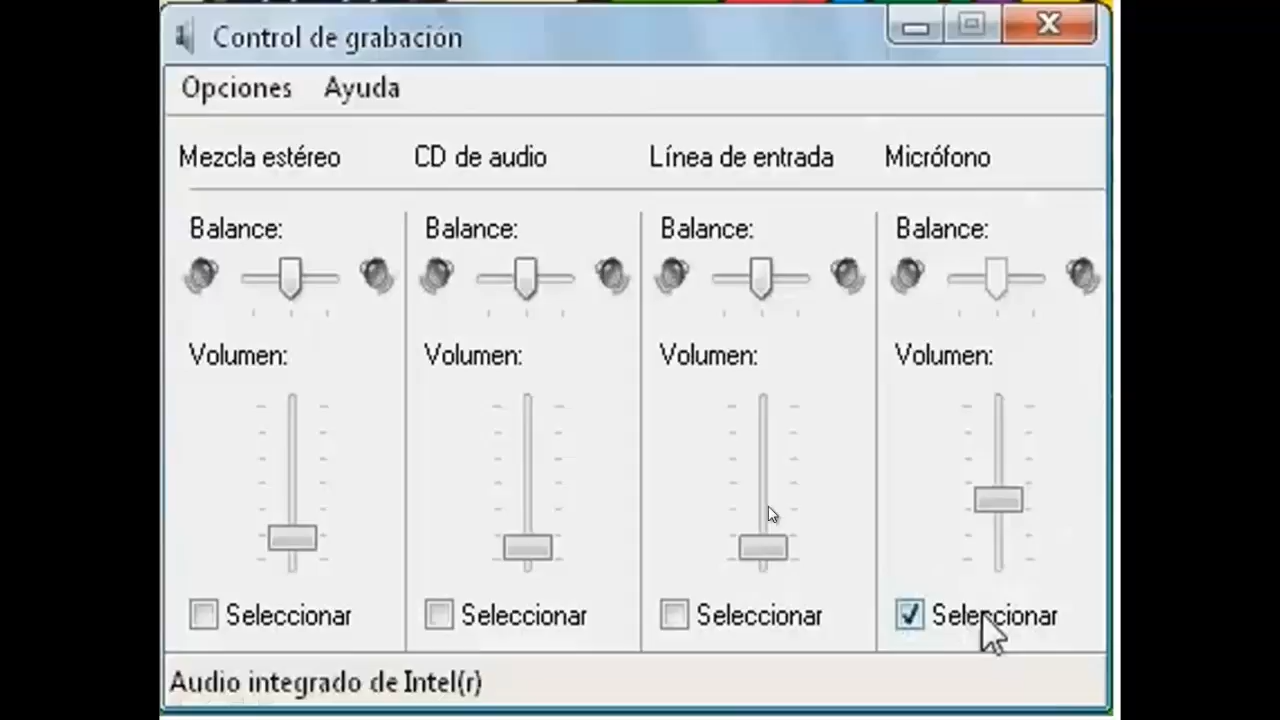 Control de grabación
Opciones Ayuda
Mezcla estéreo CD de audio Línea de entrada Micrófono
Balance: Balance: Balance: Balance:
Volumen: Volumen: Volumen: Volumen:
Seleccionar Seleccionar Seleccionar Seleccionar
Audio integrado de Intel(r)